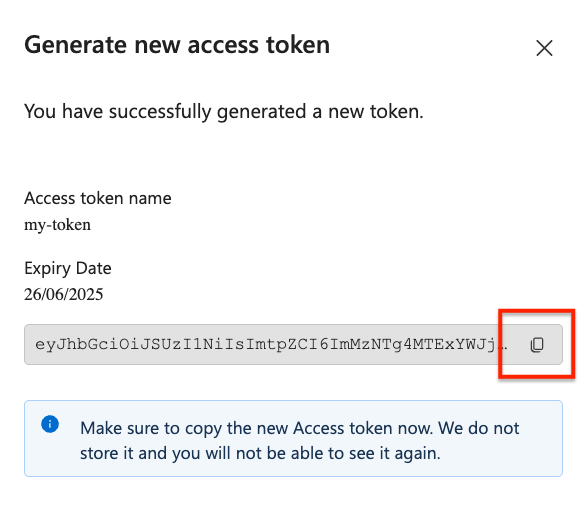 Generate new access token
You have successfully generated a new token.
Access token name
my-token
Expiry Date
26/06/2025
eyJhbGciOiJSUzI1NiIsImtpZCI6ImMzNTg4MTExYWJj...
Make sure to copy the new Access token now. We do not
store it and you will not be able to see it again.